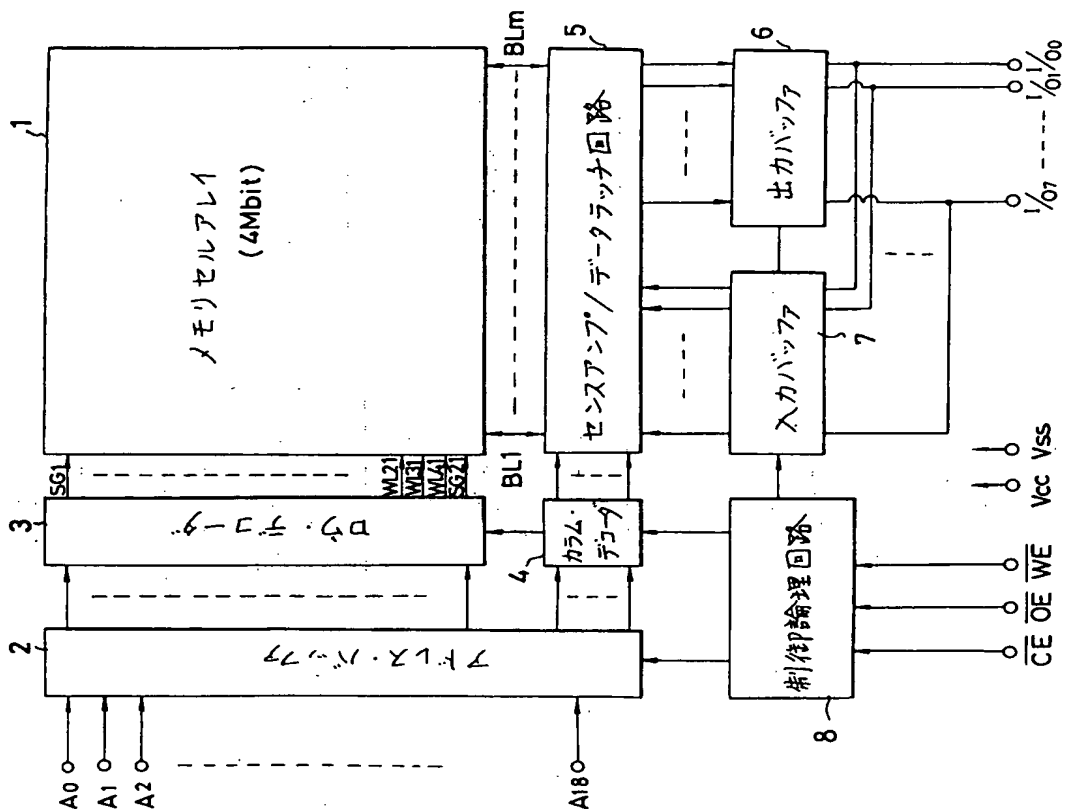 1
メモリセルアレイ
(4Mbit)
2
アドレス・バッファ
3
ロウ・デコーダ
SG1
WL21
WL31
WL41
SG21
BL1
BLm
4
カラム・
デコーダ
5
センスアンプ/データラッチ回路
6
出力バッファ
7
入力バッファ
8
制御論理回路
A0
A1
A2
A18
CE
OE
WE
Vcc
Vss
I/O7
I/O1
I/O0